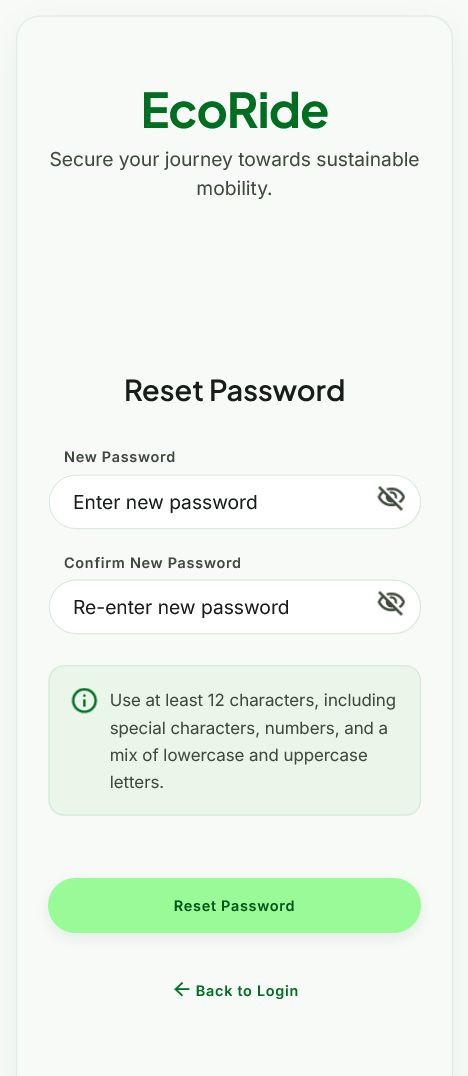 EcoRide
Secure your journey towards sustainable
mobility.
Reset Password
New Password
Enter new password
Confirm New Password
Re-enter new password
Use at least 12 characters, including
special characters, numbers, and a
mix of lowercase and uppercase
letters.
Reset Password
← Back to Login